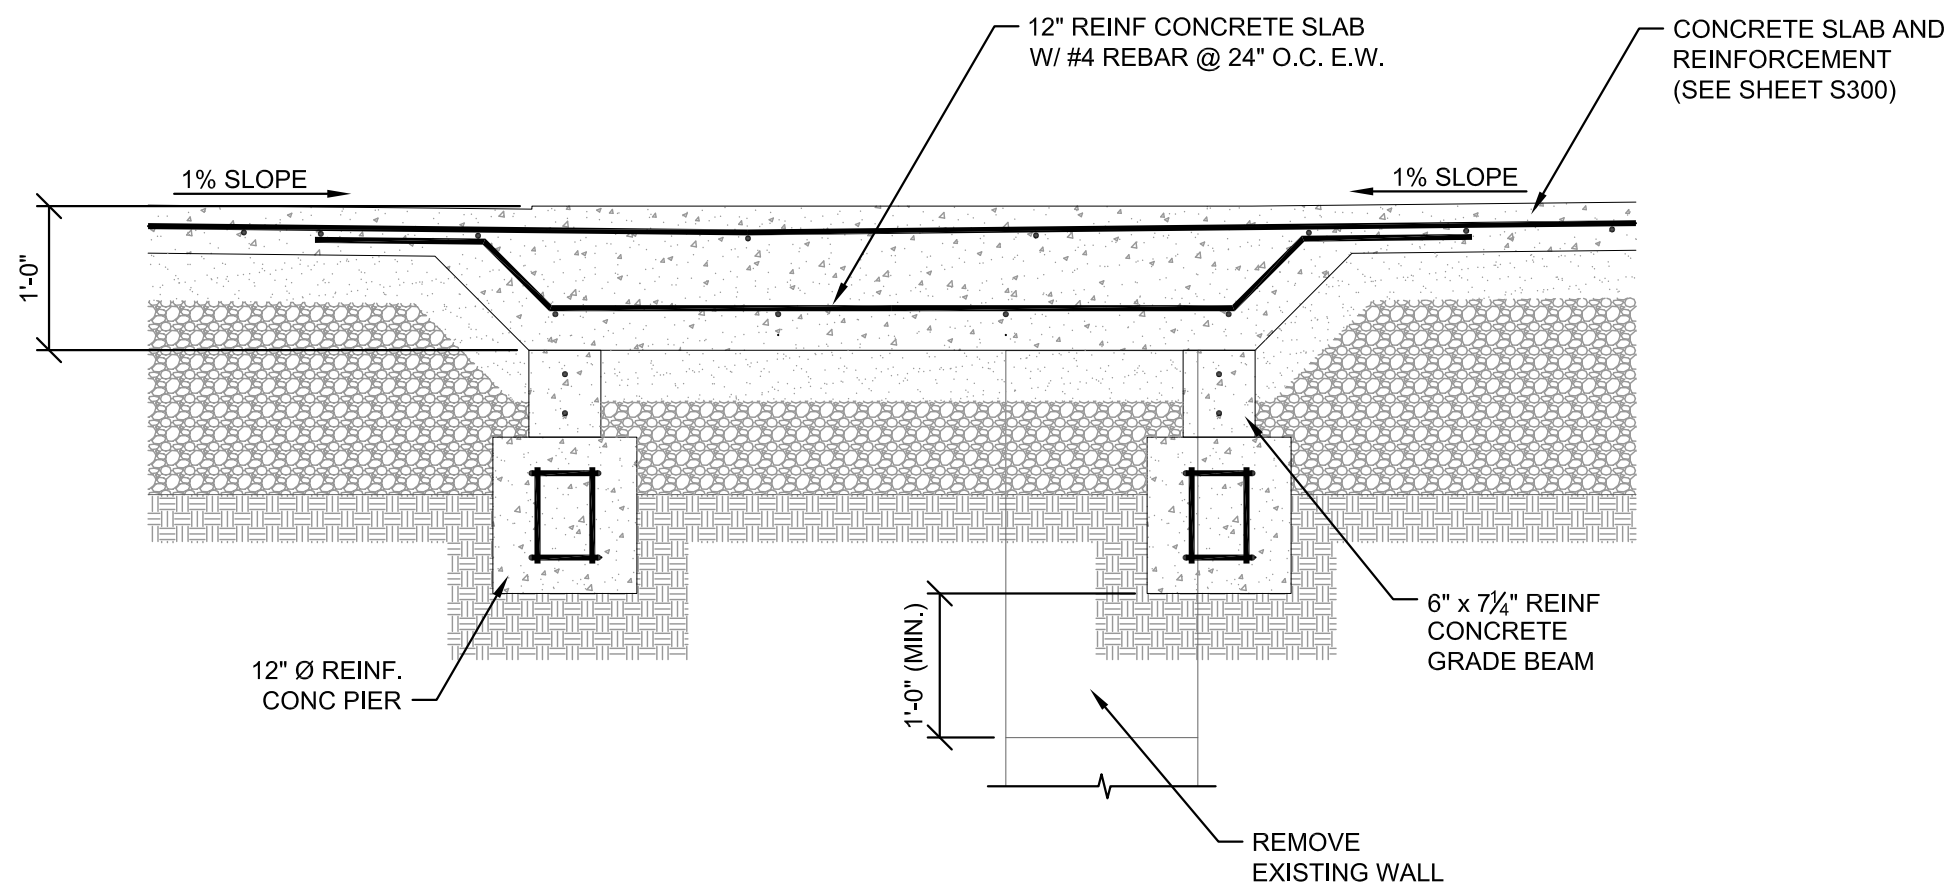 12" REINF CONCRETE SLAB
W/ #4 REBAR @ 24" O.C. E.W.
CONCRETE SLAB AND
REINFORCEMENT
(SEE SHEET S300)
1% SLOPE
1% SLOPE
1'-0"
12" Ø REINF.
CONC PIER
1'-0" (MIN.)
6" x 7¼" REINF
CONCRETE
GRADE BEAM
REMOVE
EXISTING WALL